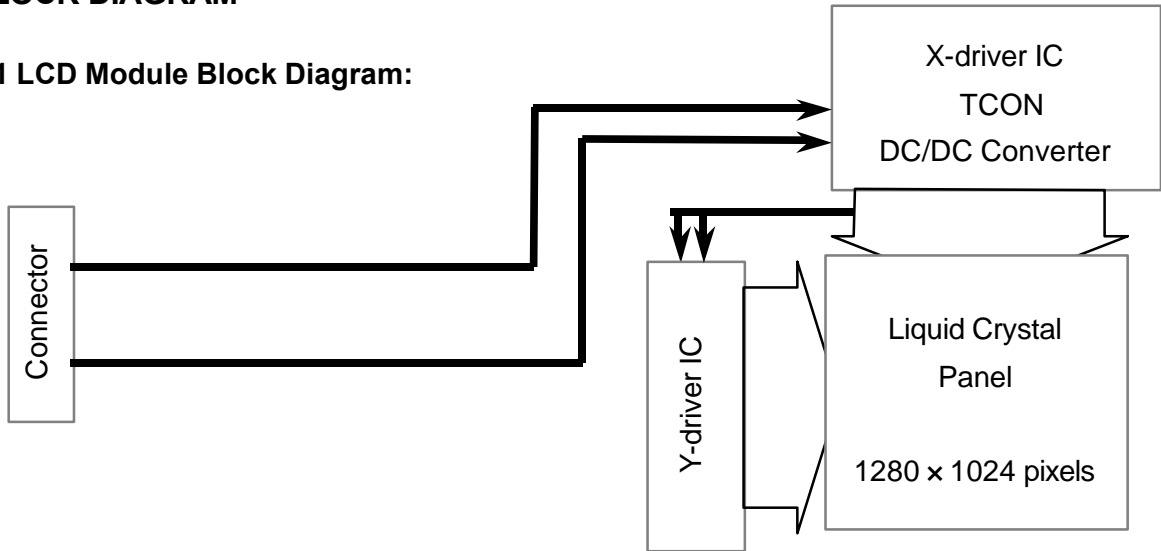 LOCK DIAGRAM
1 LCD Module Block Diagram:
X-driver IC
TCON
DC/DC Converter
Connector
Y-driver IC
Liquid Crystal
Panel
1280 × 1024 pixels